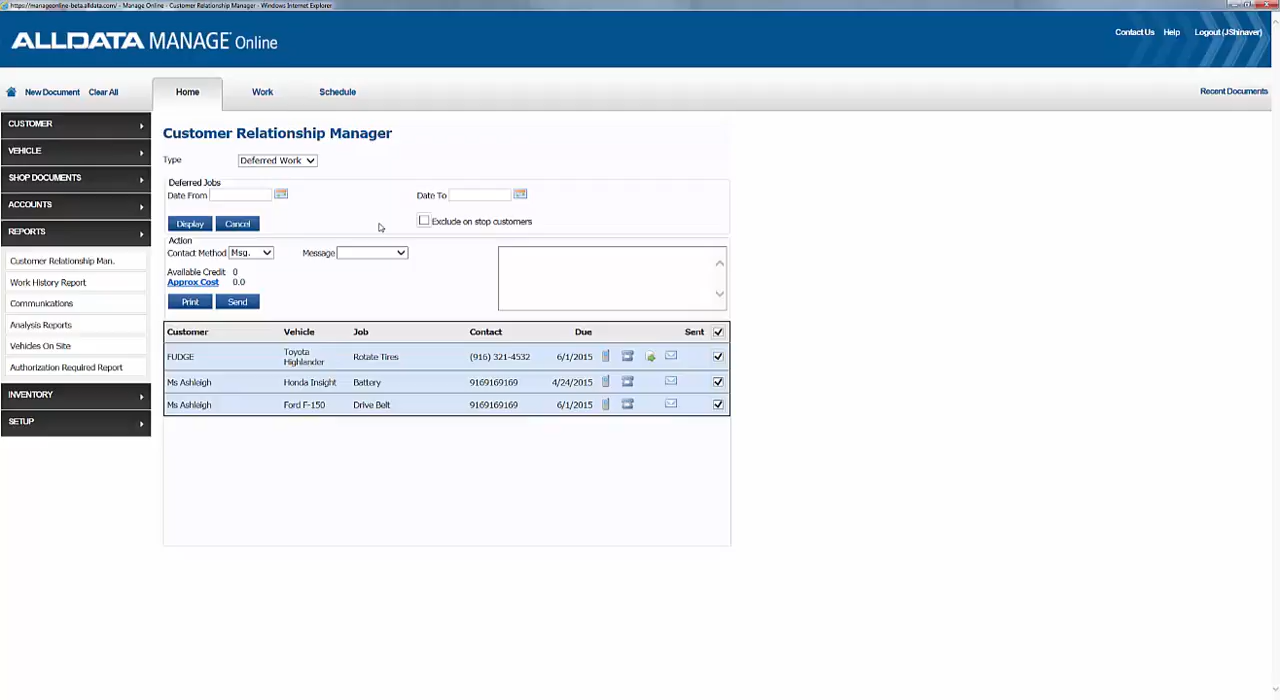 https://manageonline-beta.alldata.com/ - Manage Online - Customer Relationship Manager - Windows Internet Explorer
ALLDATA MANAGE Online
Contact Us Help Logout (JShinaver)
New Document Clear All Home Work Schedule Recent Documents
CUSTOMER
VEHICLE
SHOP DOCUMENTS
ACCOUNTS
REPORTS
Customer Relationship Man.
Work History Report
Communications
Analysis Reports
Vehicles On Site
Authorization Required Report
INVENTORY
SETUP
Customer Relationship Manager
Type Deferred Work
Deferred Jobs
Date From Date To
Display Cancel Exclude on stop customers
Action
Contact Method Msg. Message
Available Credit 0
Approx Cost 0.0
Print Send
Customer Vehicle Job Contact Due Sent
FUDGE Toyota Highlander Rotate Tires (916) 321-4532 6/1/2015
Ms Ashleigh Honda Insight Battery 9169169169 4/24/2015
Ms Ashleigh Ford F-150 Drive Belt 9169169169 6/1/2015